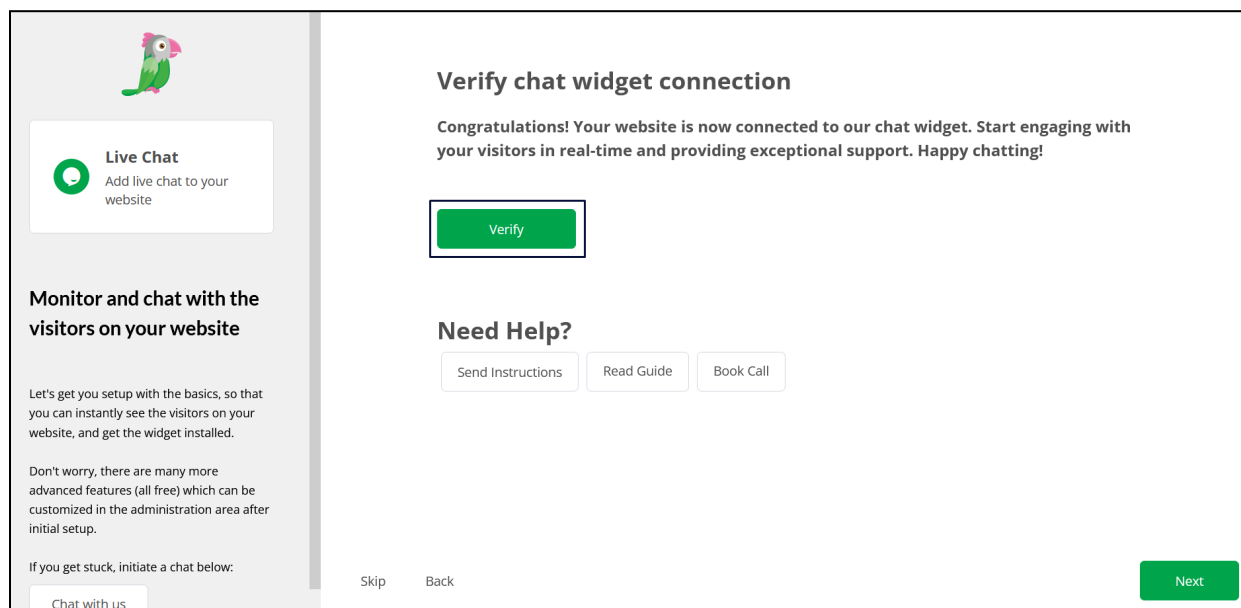 Live Chat
Add live chat to your
website
Monitor and chat with the
visitors on your website
Let's get you setup with the basics, so that
you can instantly see the visitors on your
website, and get the widget installed.
Don't worry, there are many more
advanced features (all free) which can be
customized in the administration area after
initial setup.
If you get stuck, initiate a chat below:
Chat with us
Verify chat widget connection
Congratulations! Your website is now connected to our chat widget. Start engaging with
your visitors in real-time and providing exceptional support. Happy chatting!
Verify
Need Help?
Send Instructions Read Guide Book Call
Skip Back Next